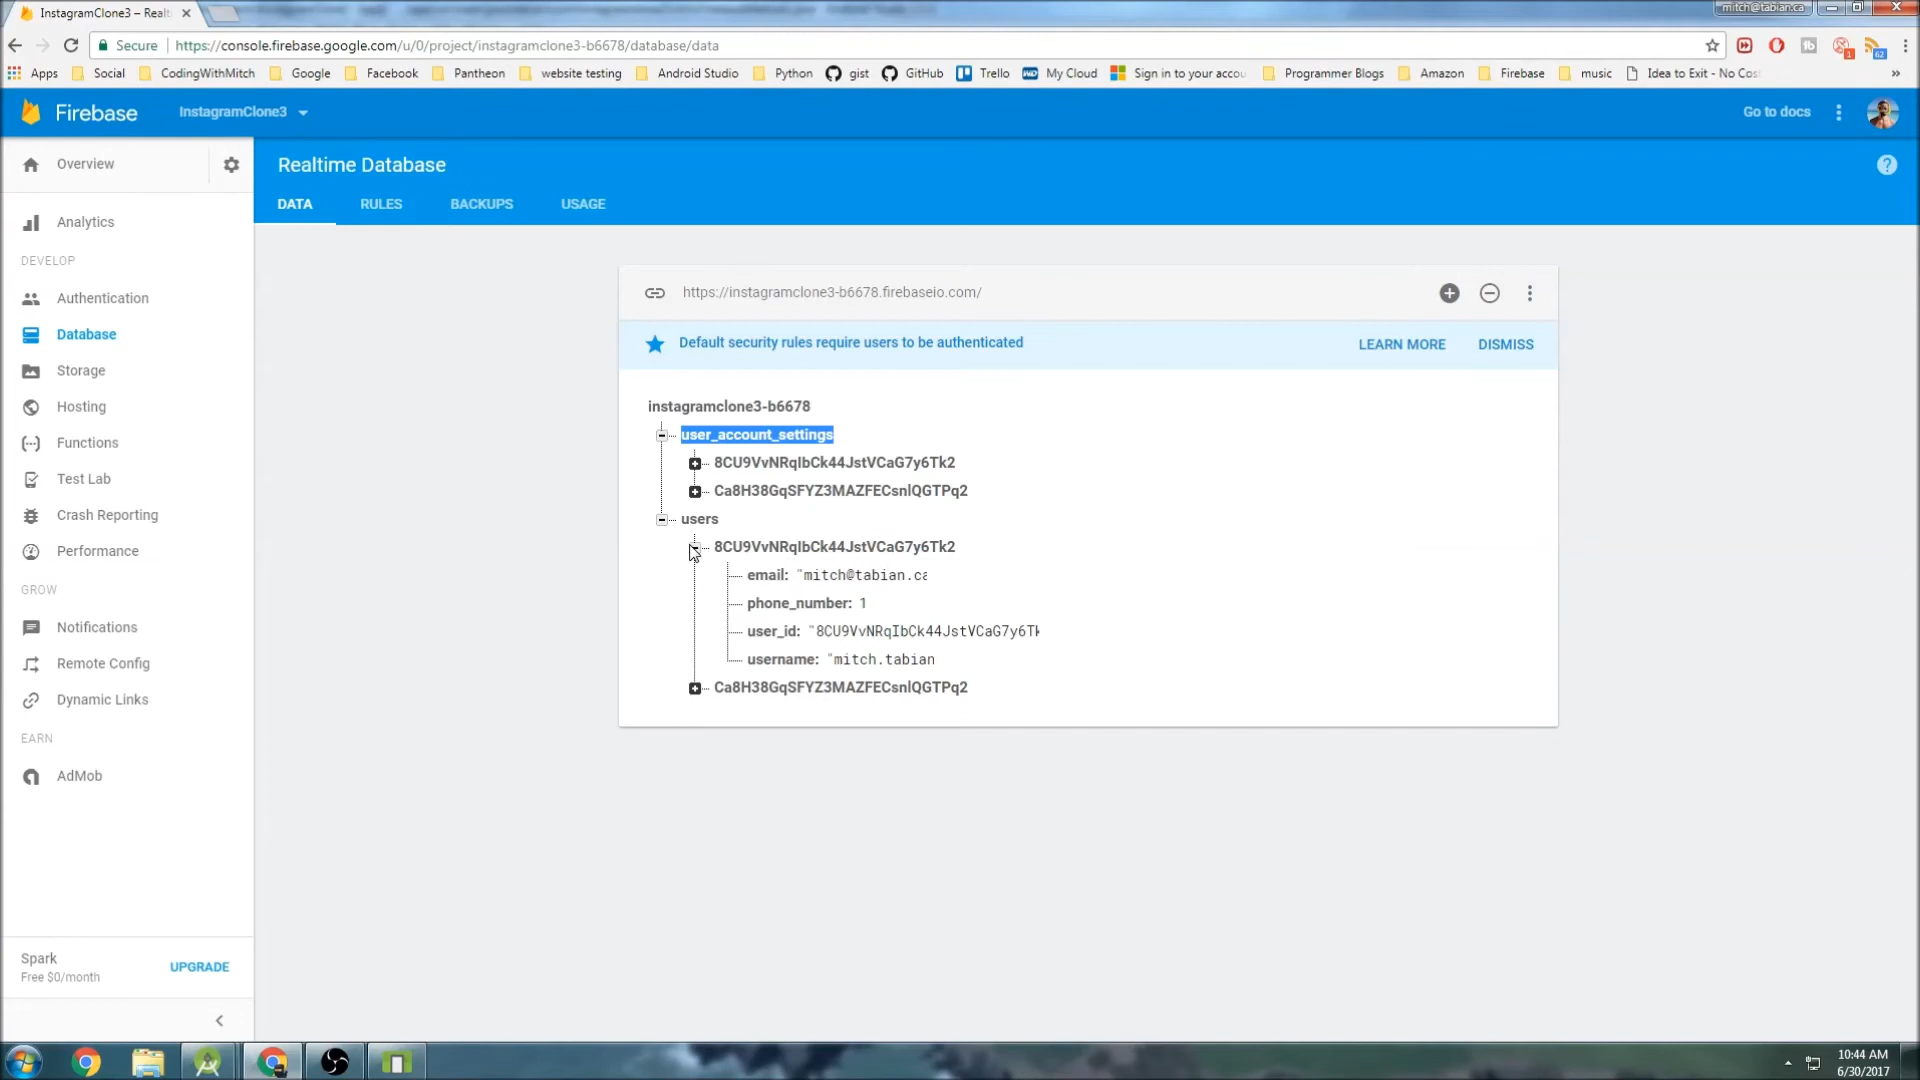 InstagramClone3 – Realt
mitch@tabian.ca
Secure
https://console.firebase.google.com/u/0/project/instagramclone3-b6678/database/data
Apps Social CodingWithMitch Google Facebook Pantheon website testing Android Studio Python gist GitHub Trello My Cloud Sign in to your accou Programmer Blogs Amazon Firebase music Idea to Exit - No Cos
Firebase
InstagramClone3
Go to docs
Overview
Realtime Database
DATA RULES BACKUPS USAGE
Analytics
DEVELOP
Authentication
Database
Storage
Hosting
Functions
Test Lab
Crash Reporting
Performance
GROW
Notifications
Remote Config
Dynamic Links
EARN
AdMob
Spark
Free $0/month
UPGRADE
https://instagramclone3-b6678.firebaseio.com/
Default security rules require users to be authenticated
LEARN MORE DISMISS
instagramclone3-b6678
user_account_settings
8CU9VvNRqIbCk44JstVCaG7y6Tk2
Ca8H38GqSFYZ3MAZFECsnlQGTPq2
users
8CU9VvNRqIbCk44JstVCaG7y6Tk2
email: "mitch@tabian.ca
phone_number: 1
user_id: "8CU9VvNRqIbCk44JstVCaG7y6Tk
username: "mitch.tabian
Ca8H38GqSFYZ3MAZFECsnlQGTPq2
10:44 AM
6/30/2017